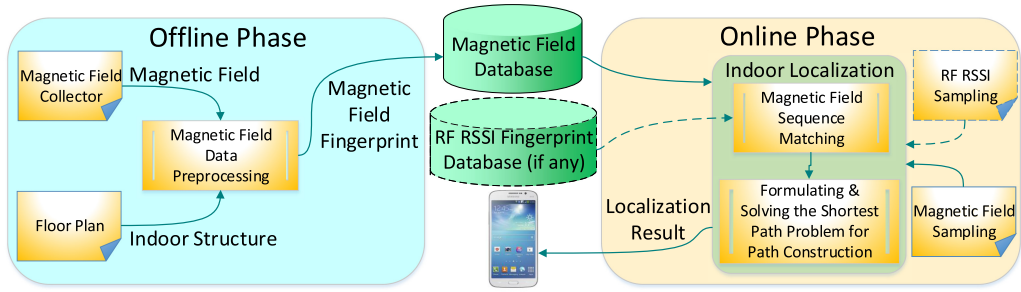 Offline Phase
Magnetic Field
Collector
Magnetic Field
Magnetic Field
Data
Preprocessing
Floor Plan
Indoor Structure
Magnetic
Field
Fingerprint
Magnetic Field
Database
RF RSSI Fingerprint
Database (if any)
Localization
Result
Online Phase
Indoor Localization
Magnetic Field
Sequence
Matching
Formulating &
Solving the Shortest
Path Problem for
Path Construction
RF RSSI
Sampling
Magnetic Field
Sampling